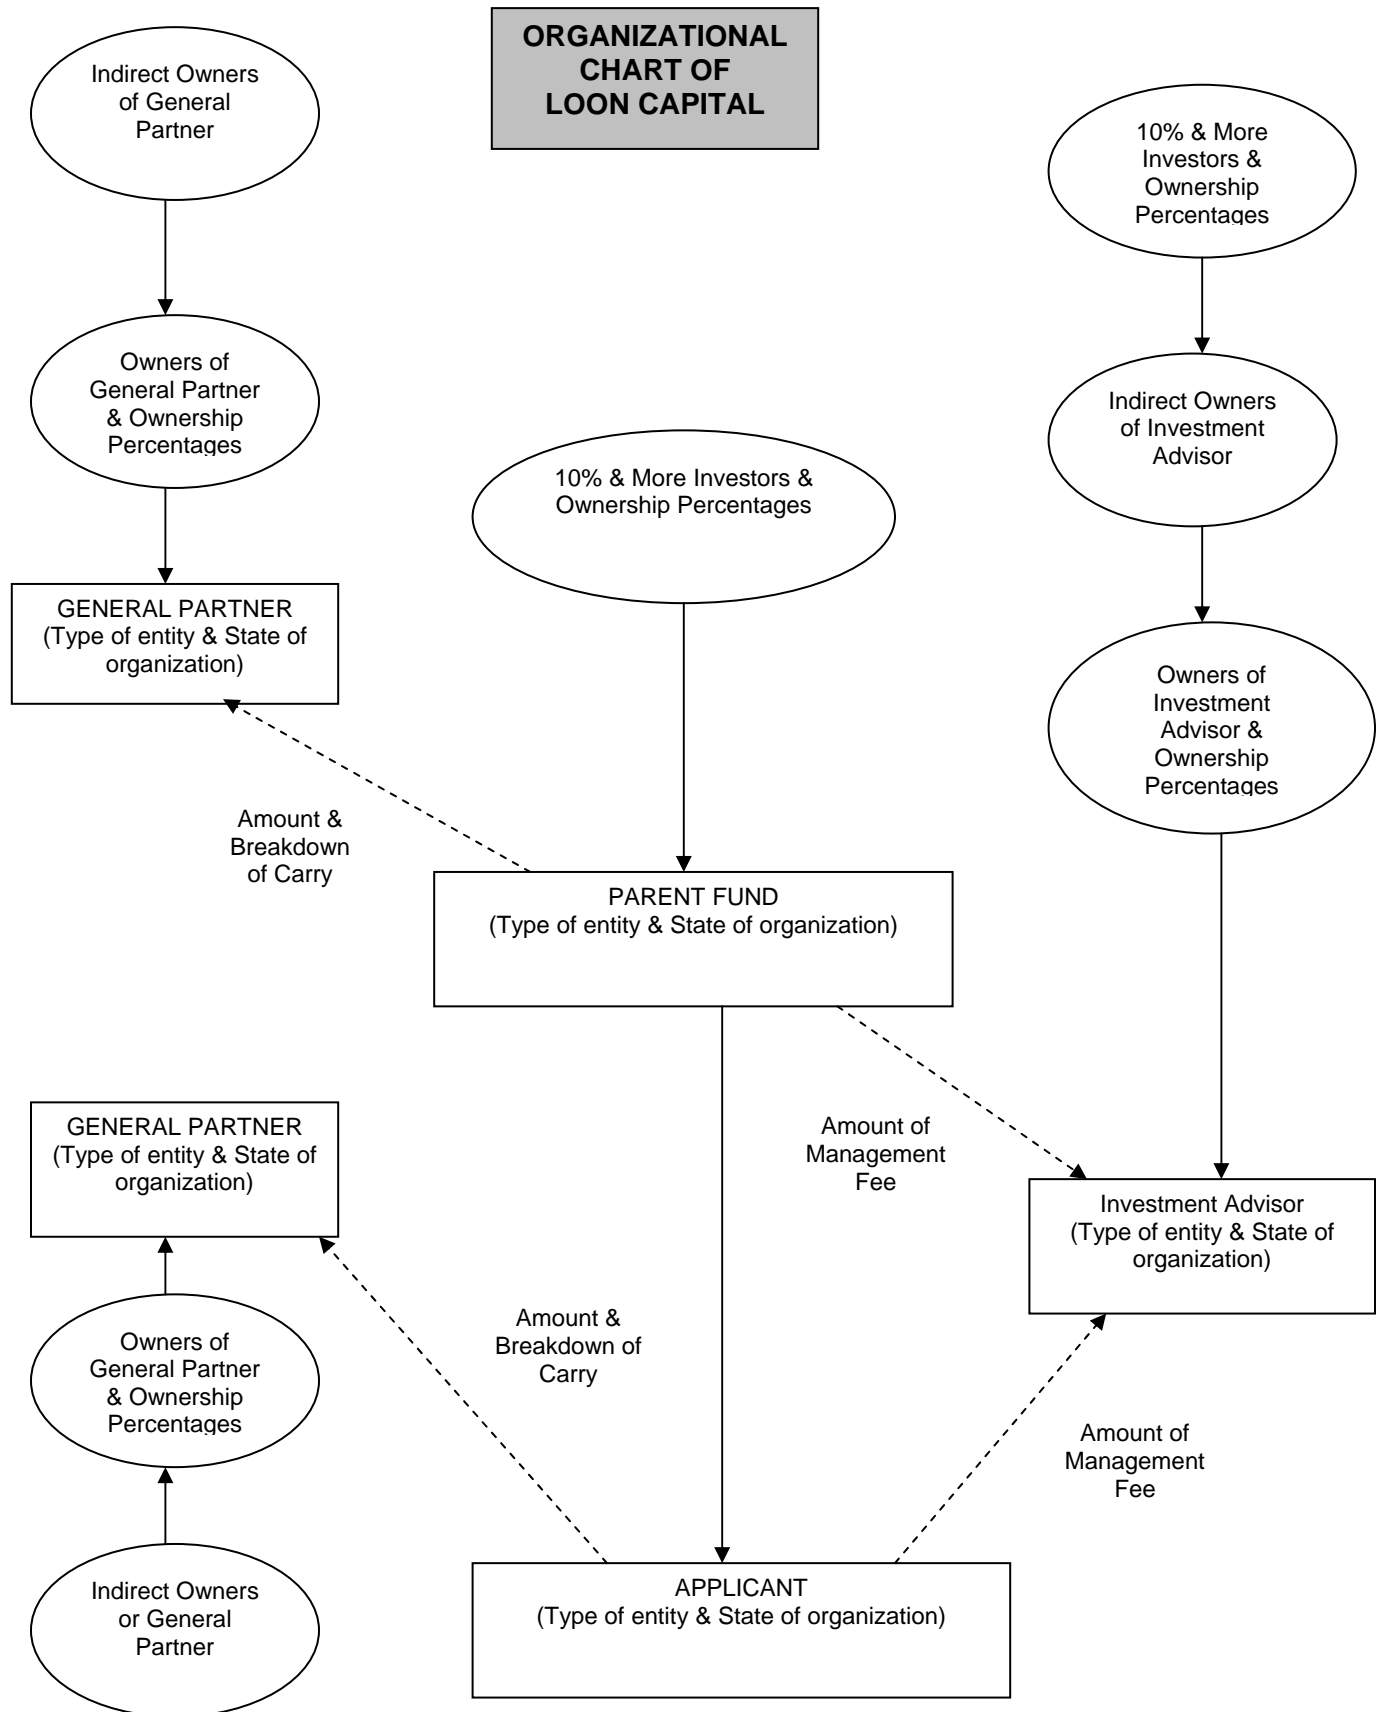 ORGANIZATIONAL
CHART OF
LOON CAPITAL
Indirect Owners
of General
Partner
10% & More
Investors &
Ownership
Percentages
Owners of
General Partner
& Ownership
Percentages
Indirect Owners
of Investment
Advisor
10% & More Investors &
Ownership Percentages
GENERAL PARTNER
(Type of entity & State of
organization)
Owners of
Investment
Advisor &
Ownership
Percentages
Amount &
Breakdown
of Carry
PARENT FUND
(Type of entity & State of organization)
GENERAL PARTNER
(Type of entity & State of
organization)
Amount of
Management
Fee
Investment Advisor
(Type of entity & State of
organization)
Amount &
Breakdown of
Carry
Owners of
General Partner
& Ownership
Percentages
Amount of
Management
Fee
Indirect Owners
or General
Partner
APPLICANT
(Type of entity & State of organization)